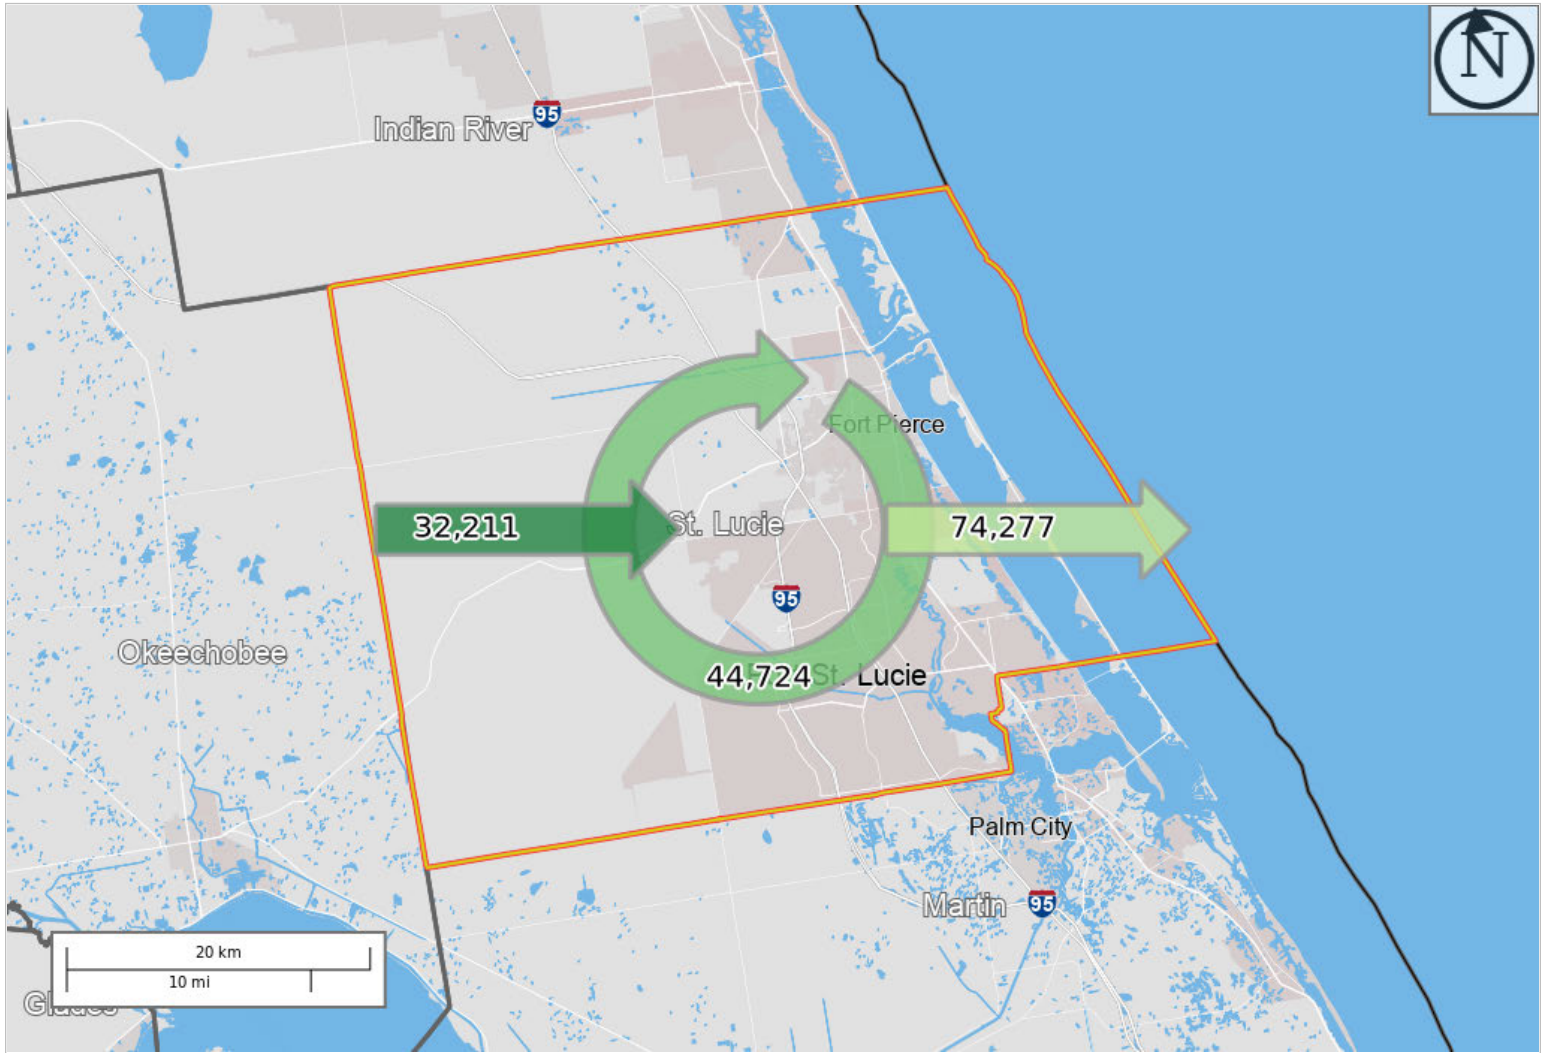 N
95
Indian River
Fort Pierce
32,211
St. Lucie
74,277
95
Okeechobee
44,724
St. Lucie
Palm City
Martin
95
20 km
10 mi
Glades